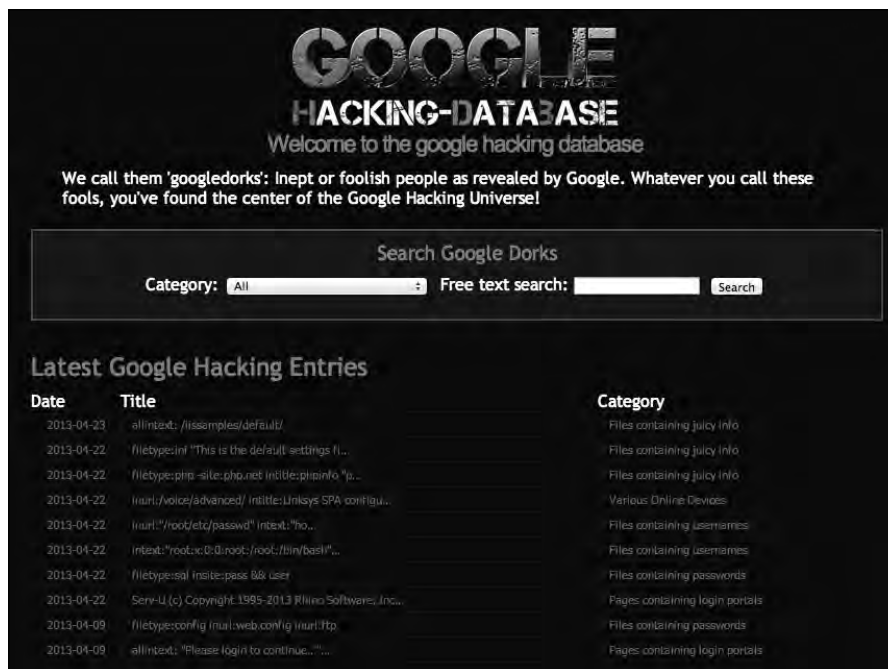 GOOGLE
HACKING-DATABASE
Welcome to the google hacking database
We call them 'googledorks': Inept or foolish people as revealed by Google. Whatever you call these
fools, you've found the center of the Google Hacking Universe!
Search Google Dorks
Category: All Free text search: Search
Latest Google Hacking Entries
Date Title Category
2013-04-23 allintext: /iissamples/default/ Files containing juicy info
2013-04-22 filetype:ini "This is the default settings fi... Files containing juicy info
2013-04-22 filetype:php -site:php.net intitle:phpinfo "p... Files containing juicy info
2013-04-22 inurl:/voice/advanced/ intitle:Linksys SPA configu... Various Online Devices
2013-04-22 inurl:"/root/etc/passwd" intext:"ho... Files containing usernames
2013-04-22 intext:"root:x:0:0:root:/root:/bin/bash"... Files containing usernames
2013-04-22 filetype:sql insite:pass && user Files containing passwords
2013-04-22 Serv-U (c) Copyright 1995-2013 Rhino Software, Inc... Pages containing login portals
2013-04-09 filetype:config inurl:web.config inurl:ftp Files containing passwords
2013-04-09 allintext: "Please login to continue...""... Pages containing login portals